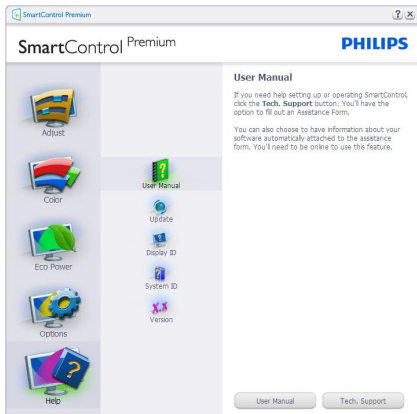 SmartControl Premium
SmartControl Premium
PHILIPS
Adjust
Color
Eco Power
Options
Help
User Manual
Update
Display ID
System ID
Version
User Manual
If you need help setting up or operating SmartControl,
click the Tech. Support button. You'll have the
option to fill out an Assistance Form.
You can also choose to have information about your
software automatically attached to the assistance
form. You'll need to be online to use this feature.
User Manual
Tech. Support